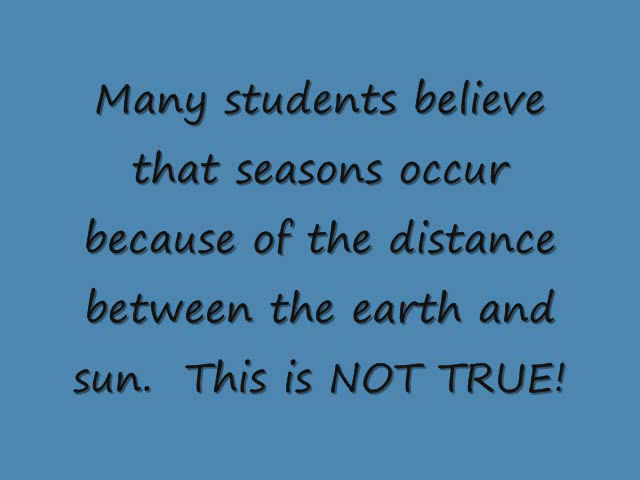 Many students believe
that seasons occur
because of the distance
between the earth and
sun.  This is NOT TRUE!